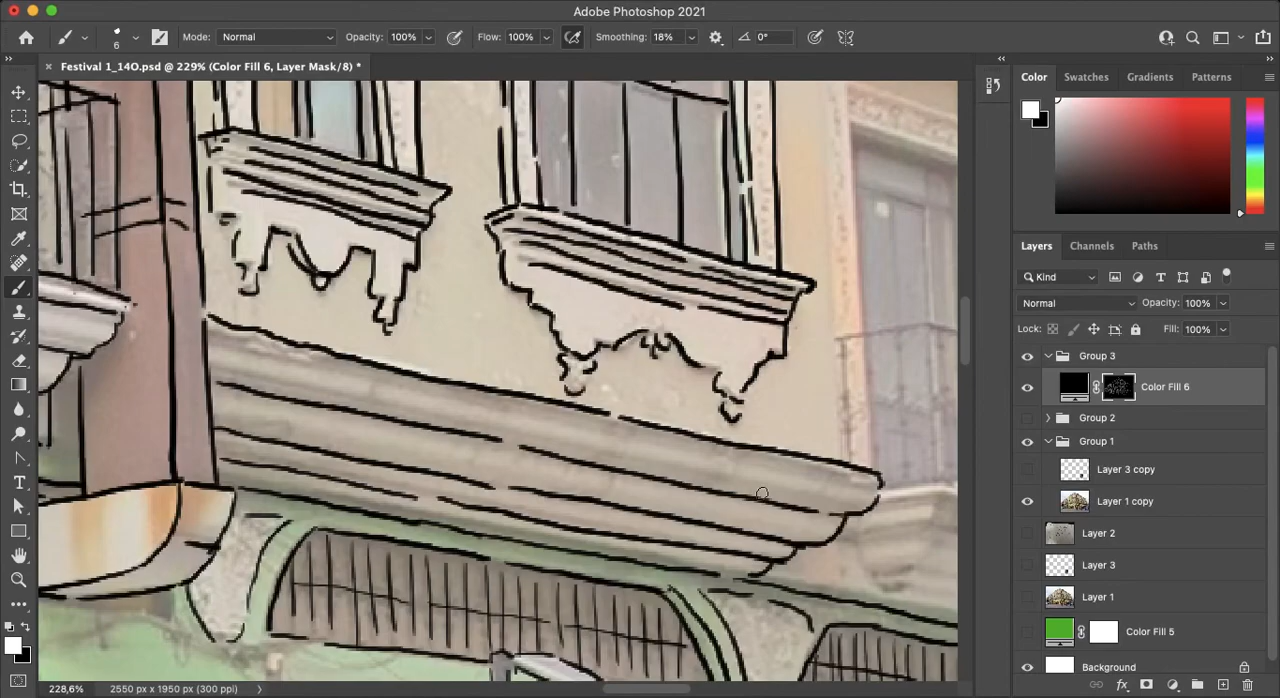 Adobe Photoshop 2021
6 Mode: Normal Opacity: 100% Flow: 100% Smoothing: 18% 0°
Festival 1_14O.psd @ 229% (Color Fill 6, Layer Mask/8) *
Color Swatches Gradients Patterns
Layers Channels Paths
Kind
Normal Opacity: 100%
Lock: Fill: 100%
Group 3
Color Fill 6
Group 2
Group 1
Layer 3 copy
Layer 1 copy
Layer 2
Layer 3
Layer 1
Color Fill 5
Background
228,6% 2550 px x 1950 px (300 ppi)